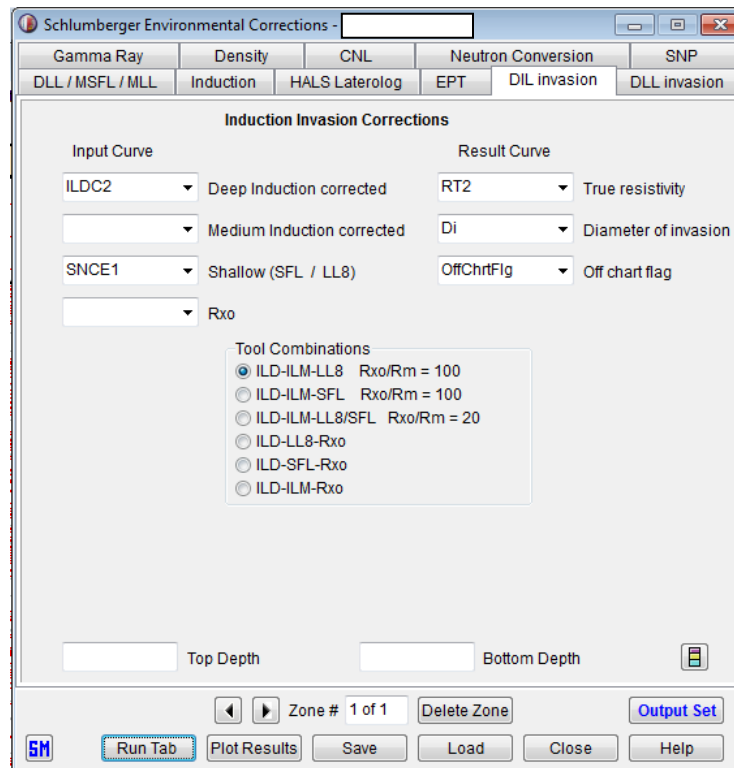 Schlumberger Environmental Corrections -
Gamma Ray Density CNL Neutron Conversion SNP
DLL / MSFL / MLL Induction HALS Laterolog EPT DIL invasion DLL invasion
Induction Invasion Corrections
Input Curve Result Curve
ILDC2 Deep Induction corrected RT2 True resistivity
Medium Induction corrected Di Diameter of invasion
SNCE1 Shallow (SFL / LL8) OffChrtFlg Off chart flag
Rxo
Tool Combinations
ILD-ILM-LL8 Rxo/Rm = 100
ILD-ILM-SFL Rxo/Rm = 100
ILD-ILM-LL8/SFL Rxo/Rm = 20
ILD-LL8-Rxo
ILD-SFL-Rxo
ILD-ILM-Rxo
Top Depth Bottom Depth
Zone # 1 of 1 Delete Zone Output Set
SM Run Tab Plot Results Save Load Close Help